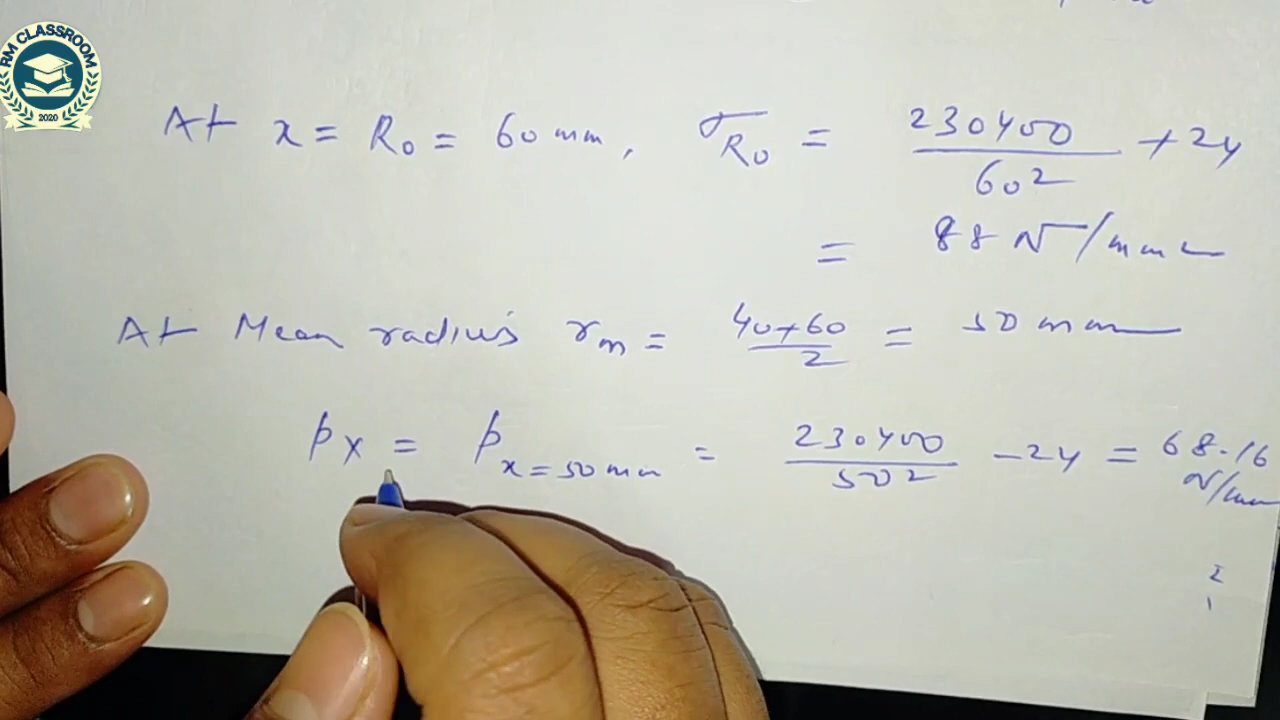 RM CLASSROOM
2020
At x = R₀ = 60 mm, σ_R₀ = 230400 / 60² + 24
= 88 N/mm²
At Mean radius r_m = 40+60 / 2 = 50 mm
p_x = p_x=50mm = 230400 / 50² - 24 = 68.16 N/mm